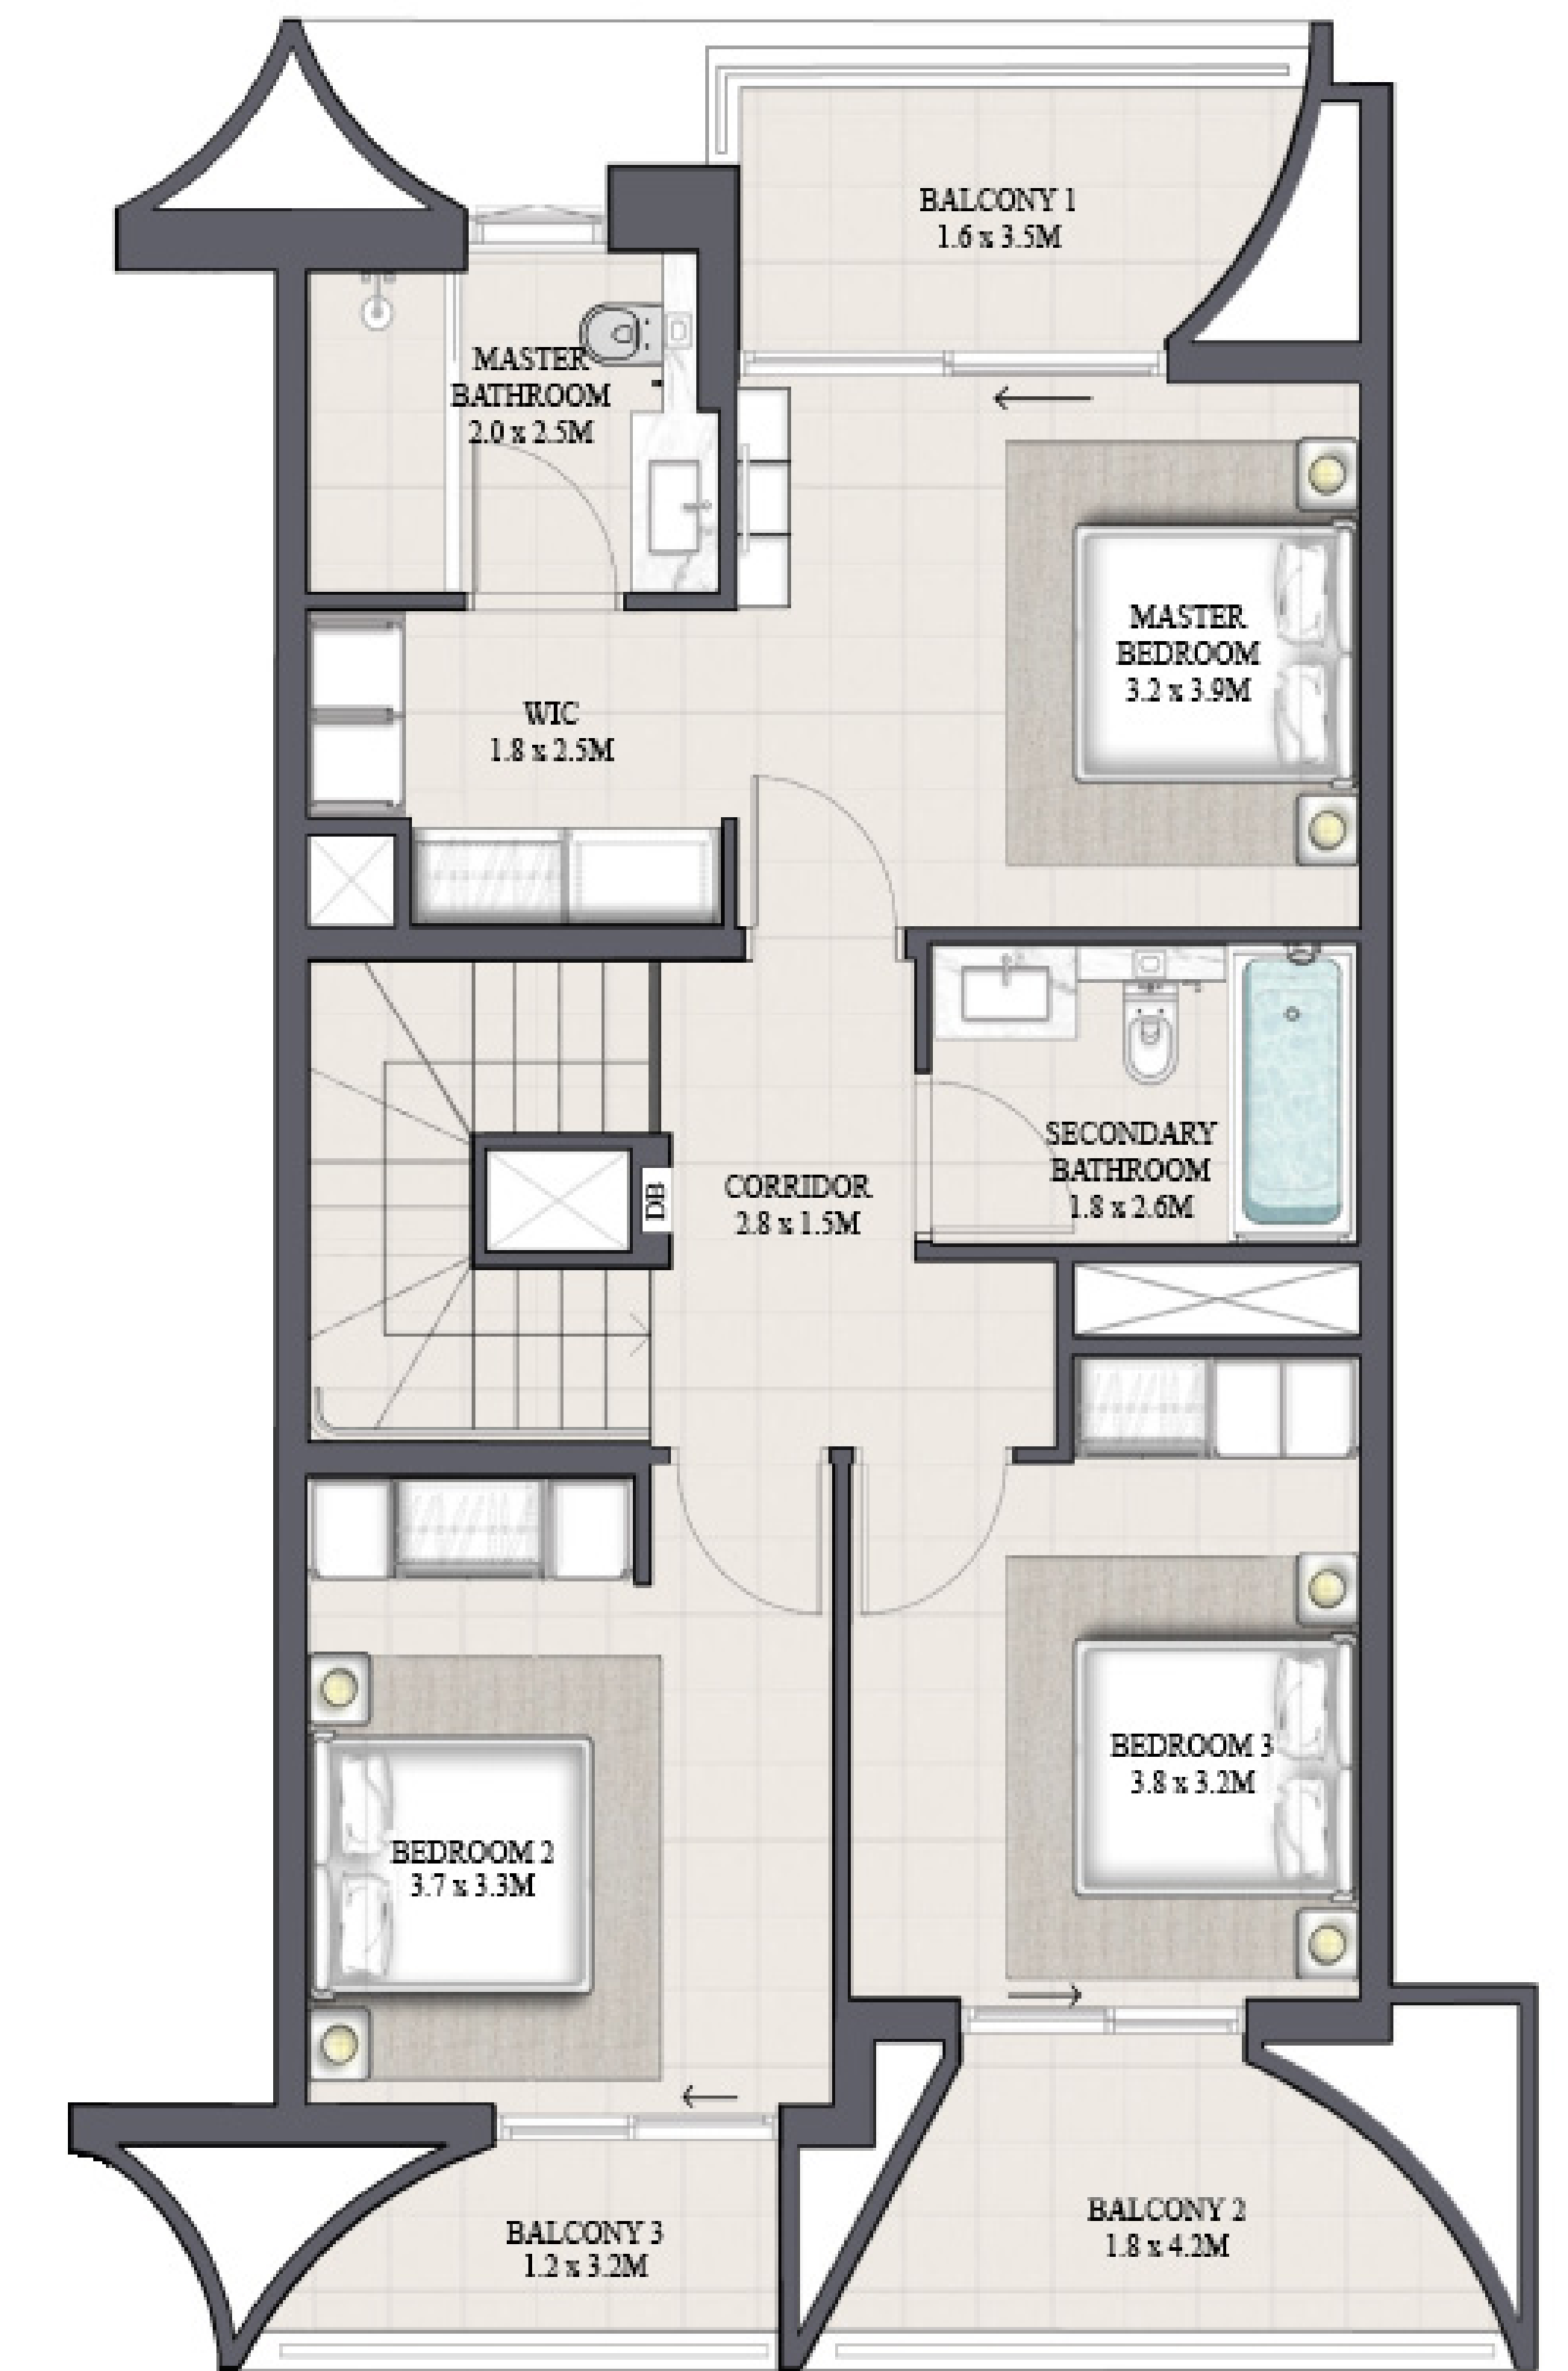 BALCONY 1
1.6 x 3.5M
MASTER
BATHROOM
2.0 x 2.5M
MASTER
BEDROOM
3.2 x 3.9M
WIC
1.8 x 2.5M
SECONDARY
BATHROOM
1.8 x 2.6M
CORRIDOR
2.8 x 1.5M
DB
BEDROOM 3
3.8 x 3.2M
BEDROOM 2
3.7 x 3.3M
BALCONY 2
1.8 x 4.2M
BALCONY 3
1.2 x 3.2M